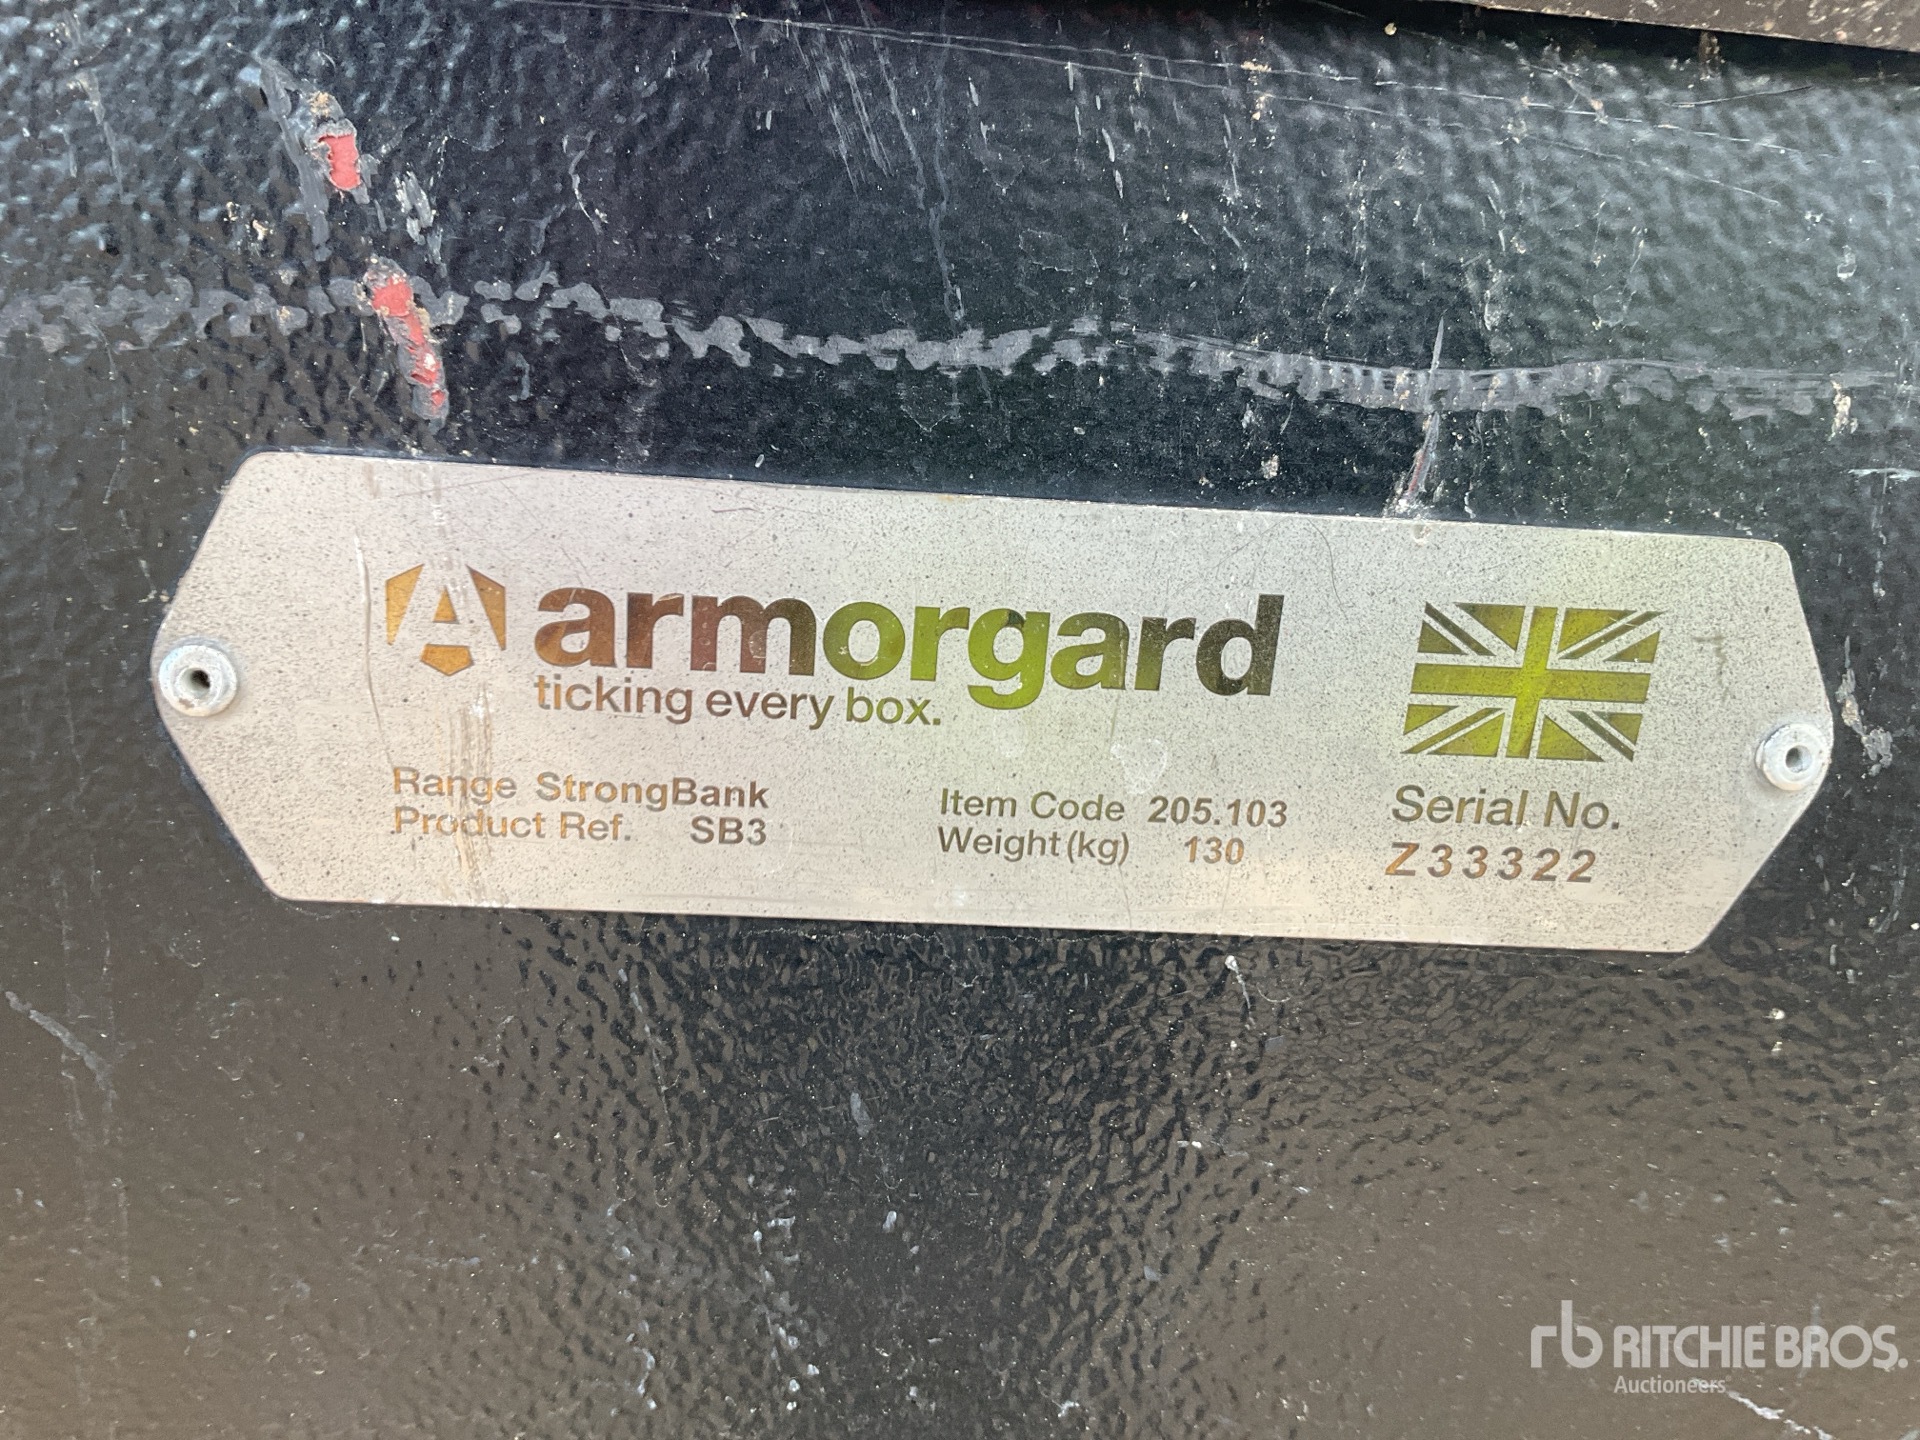 A armorgard
ticking every box.
Range StrongBank
Product Ref. SB3
Item Code 205.103
Weight (kg) 130
Serial No.
Z33322
rb RITCHIE BROS.
Auctioneers